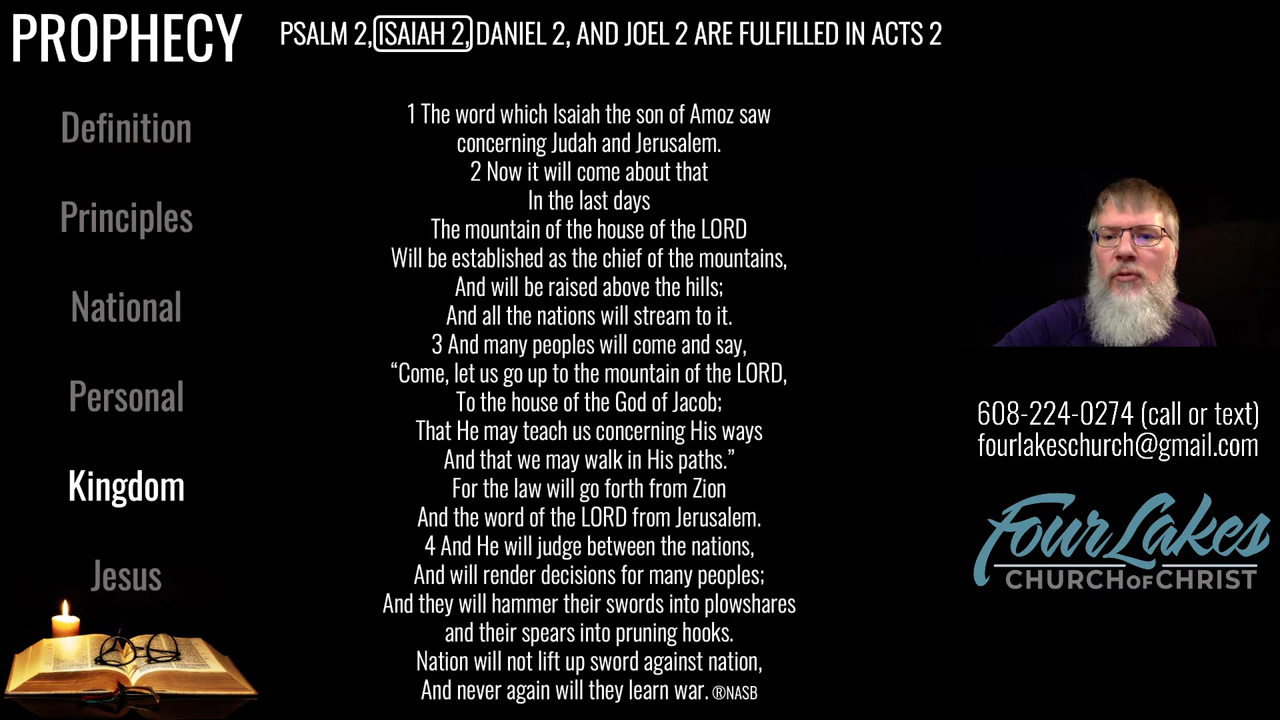 PROPHECY
PSALM 2, ISAIAH 2, DANIEL 2, AND JOEL 2 ARE FULFILLED IN ACTS 2
Definition
Principles
National
Personal
Kingdom
Jesus
1 The word which Isaiah the son of Amoz saw
concerning Judah and Jerusalem.
2 Now it will come about that
In the last days
The mountain of the house of the LORD
Will be established as the chief of the mountains,
And will be raised above the hills;
And all the nations will stream to it.
3 And many peoples will come and say,
“Come, let us go up to the mountain of the LORD,
To the house of the God of Jacob;
That He may teach us concerning His ways
And that we may walk in His paths.”
For the law will go forth from Zion
And the word of the LORD from Jerusalem.
4 And He will judge between the nations,
And will render decisions for many peoples;
And they will hammer their swords into plowshares
and their spears into pruning hooks.
Nation will not lift up sword against nation,
And never again will they learn war. ®NASB
608-224-0274 (call or text)
fourlakeschurch@gmail.com
Four Lakes
CHURCH OF CHRIST